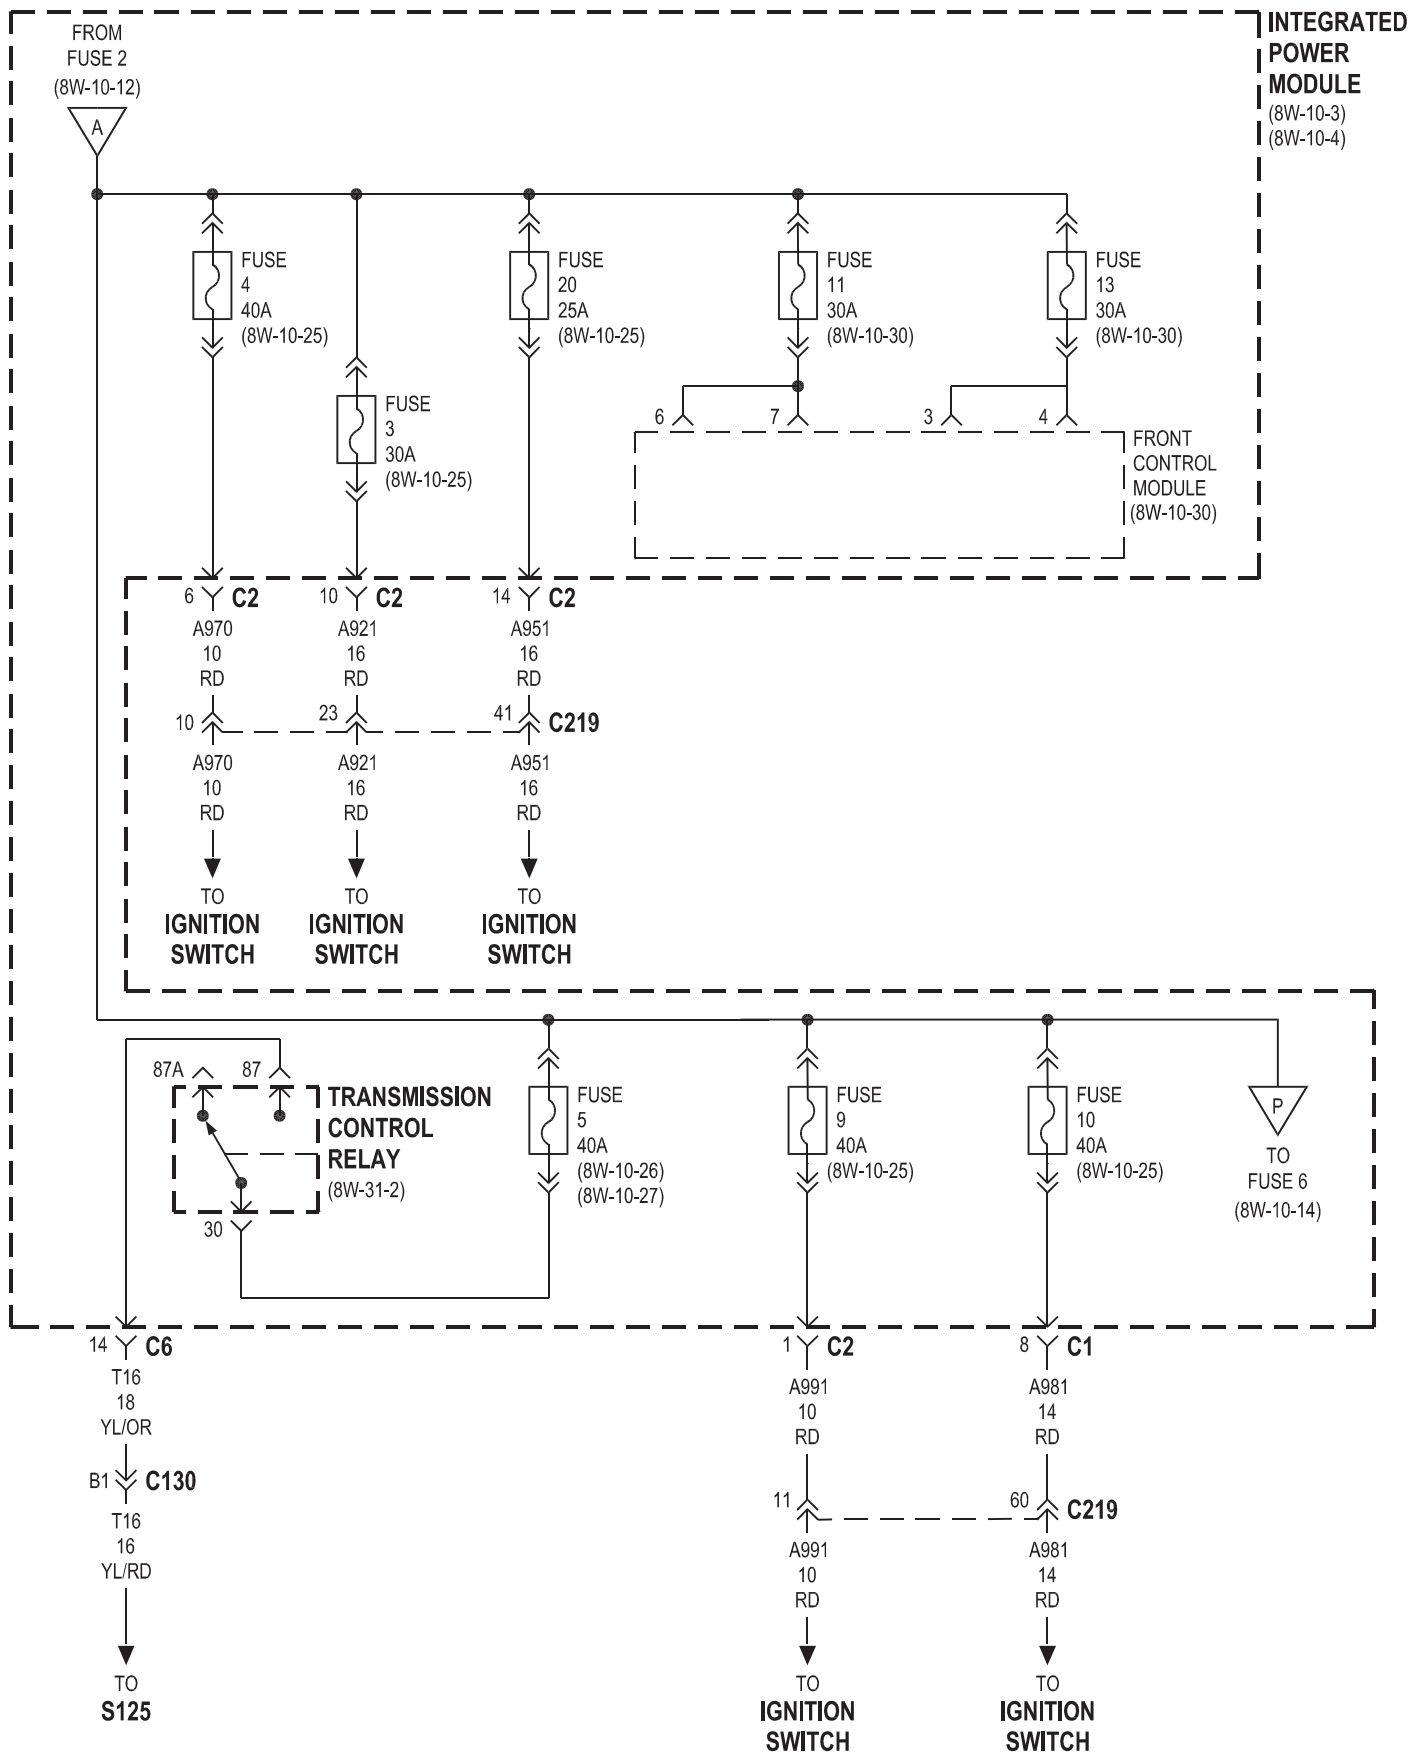 FROM
FUSE 2
(8W-10-12)
A
INTEGRATED
POWER
MODULE
(8W-10-3)
(8W-10-4)
FUSE
4
40A
(8W-10-25)
FUSE
3
30A
(8W-10-25)
FUSE
20
25A
(8W-10-25)
FUSE
11
30A
(8W-10-30)
FUSE
13
30A
(8W-10-30)
6
7
3
4
FRONT
CONTROL
MODULE
(8W-10-30)
6
C2
A970
10
RD
10
A970
10
RD
TO
IGNITION
SWITCH
10
C2
A921
16
RD
23
A921
16
RD
TO
IGNITION
SWITCH
14
C2
A951
16
RD
41
C219
A951
16
RD
TO
IGNITION
SWITCH
87A
87
TRANSMISSION
CONTROL
RELAY
(8W-31-2)
30
FUSE
5
40A
(8W-10-26)
(8W-10-27)
FUSE
9
40A
(8W-10-25)
FUSE
10
40A
(8W-10-25)
P
TO
FUSE 6
(8W-10-14)
14
C6
T16
18
YL/OR
B1
C130
T16
16
YL/RD
TO
S125
1
C2
A991
10
RD
11
A991
10
RD
TO
IGNITION
SWITCH
8
C1
A981
14
RD
60
C219
A981
14
RD
TO
IGNITION
SWITCH